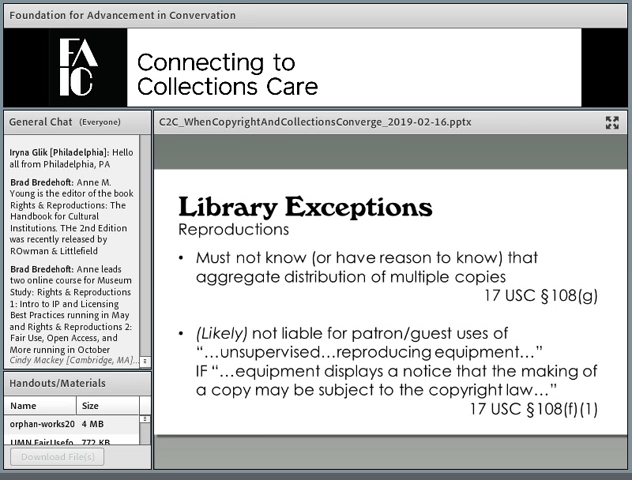 Foundation for Advancement in Convervation
FA
IC
Connecting to
Collections Care
General Chat (Everyone)
Iryna Glik [Philadelphia]: Hello
all from Philadelphia, PA
Brad Bredehoft: Anne M.
Young is the editor of the book
Rights & Reproductions: The
Handbook for Cultural
Institutions. THe 2nd Edition
was recently released by
ROwman & Littlefield
Brad Bredehoft: Anne leads
two online course for Museum
Study: Rights & Reproductions
1: Intro to IP and Licensing
Best Practices running in May
and Rights & Reproductions 2:
Fair Use, Open Access, and
More running in October
Cindy Mackey [Cambridge, MA]...
Handouts/Materials
Name Size
orphan-works20 4 MB
UMN FairUsefo 772 KB
Download File(s)
C2C_WhenCopyrightAndCollectionsConverge_2019-02-16.pptx
Library Exceptions
Reproductions
• Must not know (or have reason to know) that
aggregate distribution of multiple copies
17 USC §108(g)
• (Likely) not liable for patron/guest uses of
“…unsupervised…reproducing equipment…”
IF “…equipment displays a notice that the making of
a copy may be subject to the copyright law…”
17 USC §108(f)(1)